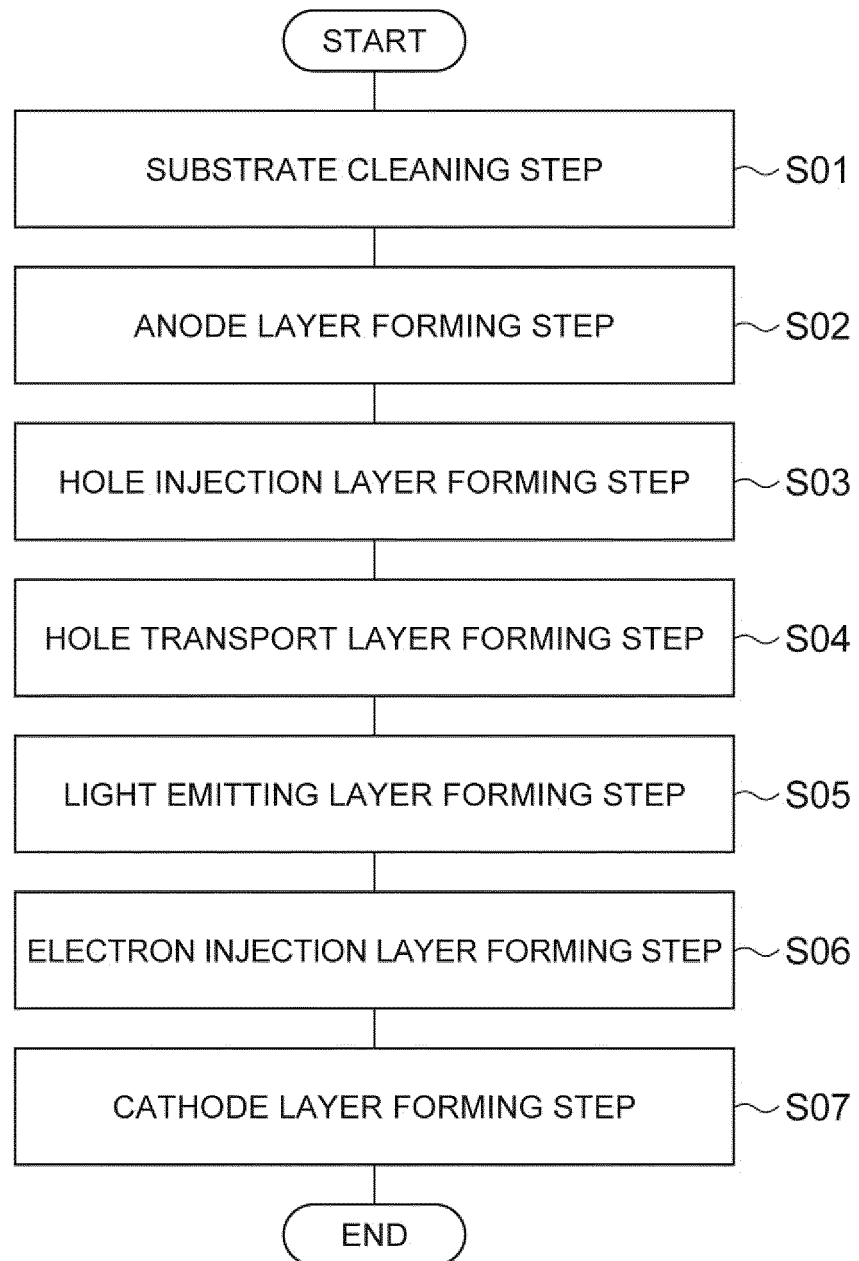 START
SUBSTRATE CLEANING STEP
S01
ANODE LAYER FORMING STEP
S02
HOLE INJECTION LAYER FORMING STEP
S03
HOLE TRANSPORT LAYER FORMING STEP
S04
LIGHT EMITTING LAYER FORMING STEP
S05
ELECTRON INJECTION LAYER FORMING STEP
S06
CATHODE LAYER FORMING STEP
S07
END